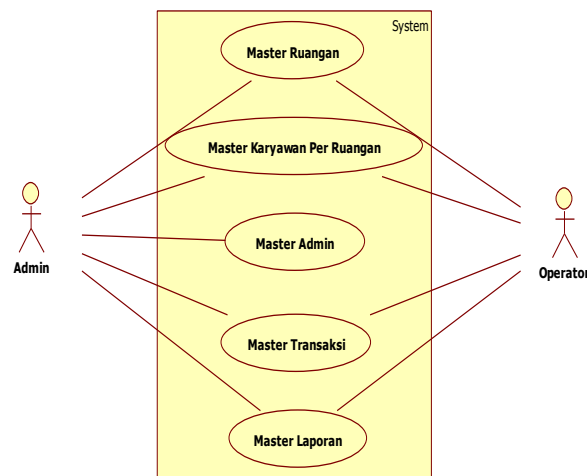 System
Master Ruangan
Master Karyawan Per Ruangan
Master Admin
Admin
Operator
Master Transaksi
Master Laporan